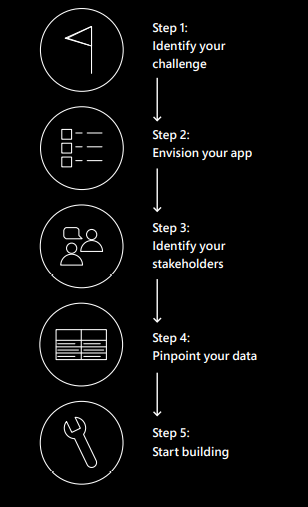 Step 1:
Identify your
challenge
Step 2:
Envision your app
Step 3:
Identify your
stakeholders
Step 4:
Pinpoint your data
Step 5:
Start building